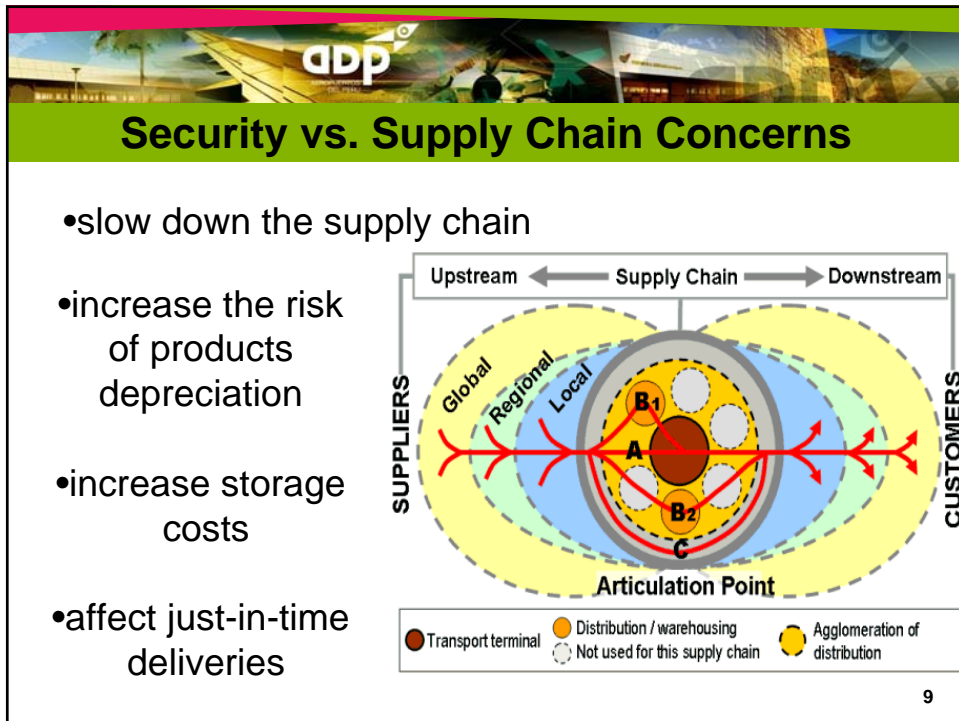 adp
DEL PERU
Security vs. Supply Chain Concerns
•slow down the supply chain
•increase the risk
of products
depreciation
•increase storage
costs
•affect just-in-time
deliveries
Upstream Supply Chain Downstream
SUPPLIERS
Global
Regional
Local
B1
A
B2
C
CUSTOMERS
Articulation Point
Transport terminal
Distribution / warehousing
Not used for this supply chain
Agglomeration of
distribution
9